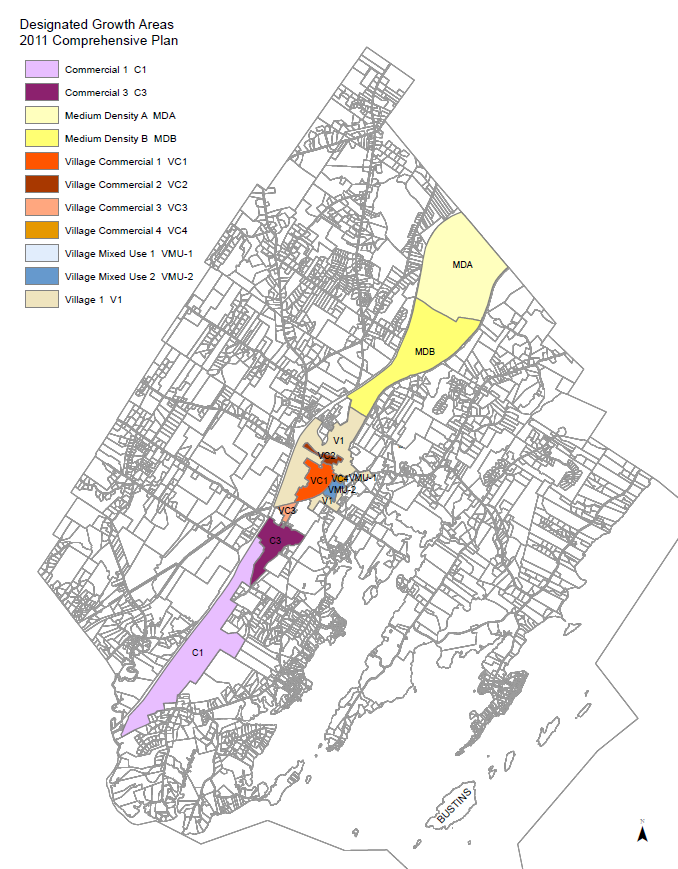 Designated Growth Areas
2011 Comprehensive Plan
Commercial 1 C1
Commercial 3 C3
Medium Density A MDA
Medium Density B MDB
Village Commercial 1 VC1
Village Commercial 2 VC2
Village Commercial 3 VC3
Village Commercial 4 VC4
Village Mixed Use 1 VMU-1
Village Mixed Use 2 VMU-2
Village 1 V1
MDA
MDB
V1
VC2
VC1
VC4
VMU-1
VMU-2
V1
VC3
C3
C1
BUSTINS
N